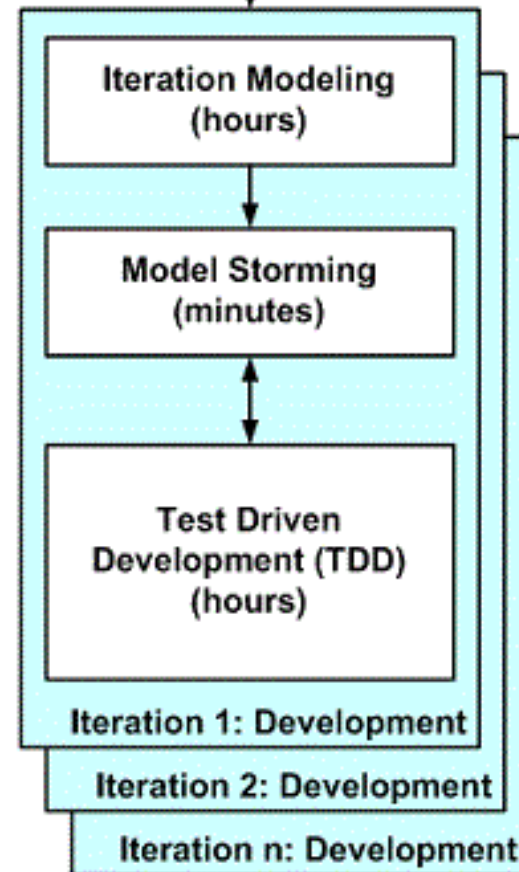 Iteration Modeling
(hours)
Model Storming
(minutes)
Test Driven
Development (TDD)
(hours)
Iteration 1: Development
Iteration 2: Development
Iteration n: Development